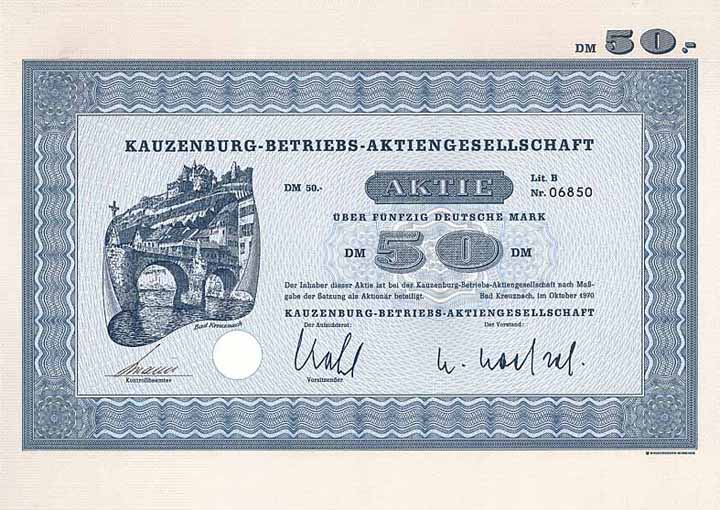 DM 50.-
KAUZENBURG-BETRIEBS-AKTIENGESELLSCHAFT
DM 50.-
AKTIE
Lit. B
Nr. 06850
ÜBER FÜNFZIG DEUTSCHE MARK
DM 50 DM
Der Inhaber dieser Aktie ist bei der Kauzenburg-Betriebs-Aktiengesellschaft nach Maß-
gabe der Satzung als Aktionär beteiligt. Bad Kreuznach, im Oktober 1970
KAUZENBURG-BETRIEBS-AKTIENGESELLSCHAFT
Der Aufsichtsrat: Der Vorstand:
Bad Kreuznach
Kontrollbeamter
Vorsitzender